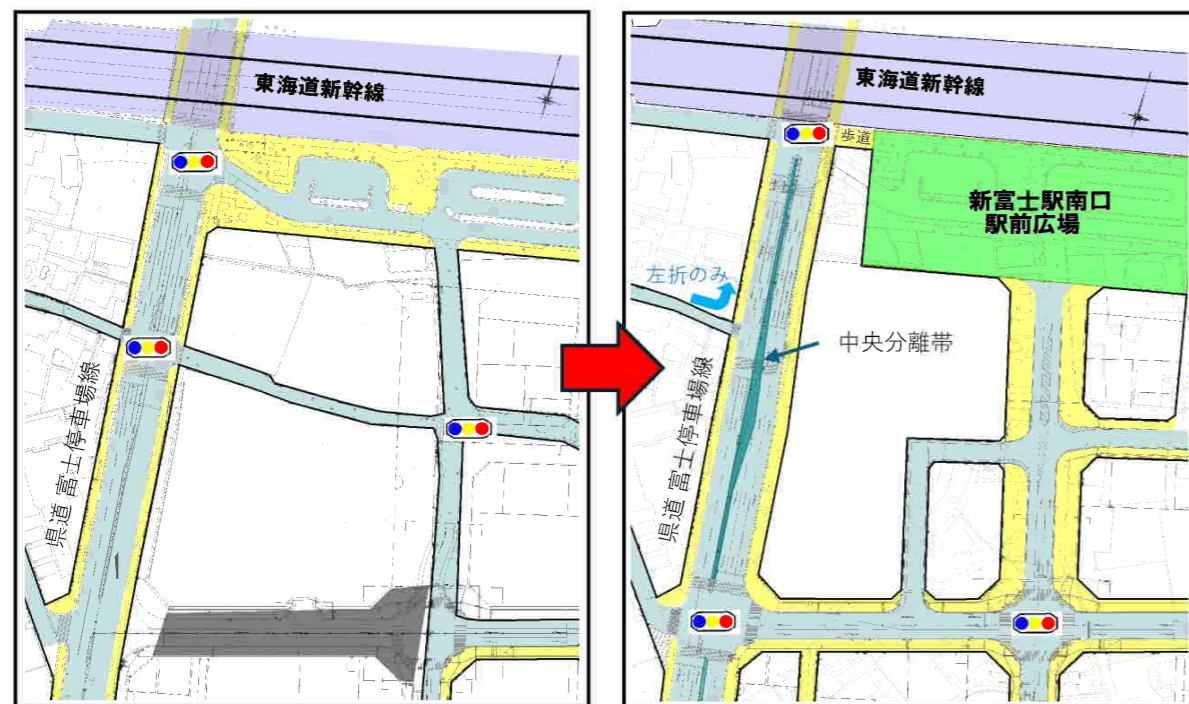 東海道新幹線
県道 富士停車場線
東海道新幹線
歩道
新富士駅南口
駅前広場
左折のみ
中央分離帯
県道 富士停車場線